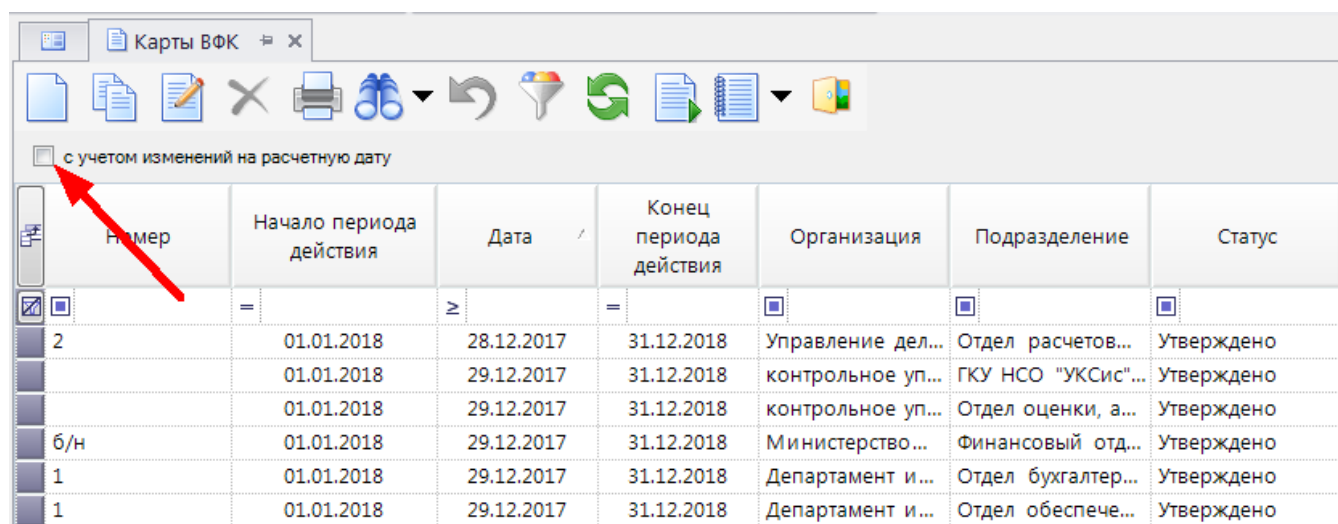 Карты ВФК
с учетом изменений на расчетную дату
Номер Начало периода действия Дата Конец периода действия Организация Подразделение Статус
= ≥ =
2 01.01.2018 28.12.2017 31.12.2018 Управление дел... Отдел расчетов... Утверждено
01.01.2018 29.12.2017 31.12.2018 контрольное уп... ГКУ НСО "УКСис"... Утверждено
01.01.2018 29.12.2017 31.12.2018 контрольное уп... Отдел оценки, а... Утверждено
б/н 01.01.2018 29.12.2017 31.12.2018 Министерство... Финансовый отд... Утверждено
1 01.01.2018 29.12.2017 31.12.2018 Департамент и... Отдел бухгалтер... Утверждено
1 01.01.2018 29.12.2017 31.12.2018 Департамент и... Отдел обеспече... Утверждено